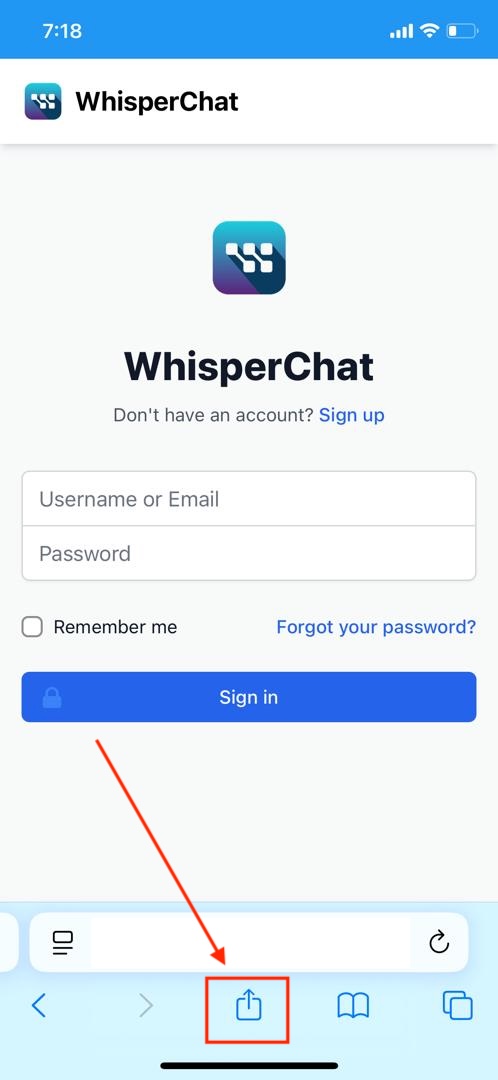 7:18
WhisperChat
WhisperChat
Don't have an account? Sign up
Username or Email
Password
Remember me
Forgot your password?
Sign in